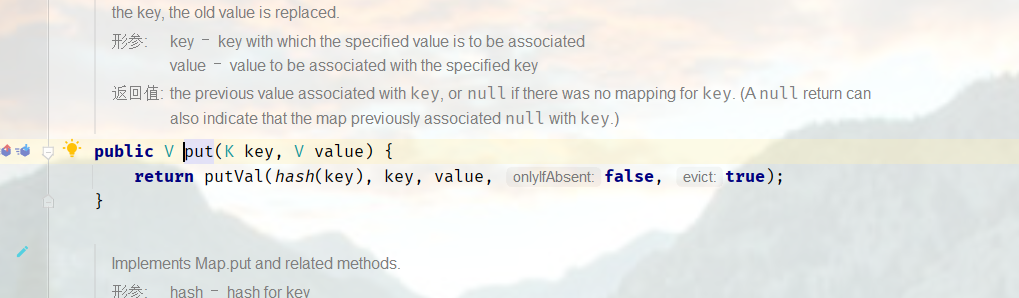 the key, the old value is replaced.
形参: key – key with which the specified value is to be associated
value – value to be associated with the specified key
返回值: the previous value associated with key, or null if there was no mapping for key. (A null return can
also indicate that the map previously associated null with key.)
public V put(K key, V value) {
return putVal(hash(key), key, value, onlyIfAbsent: false, evict: true);
}
Implements Map.put and related methods.
形参: hash – hash for key